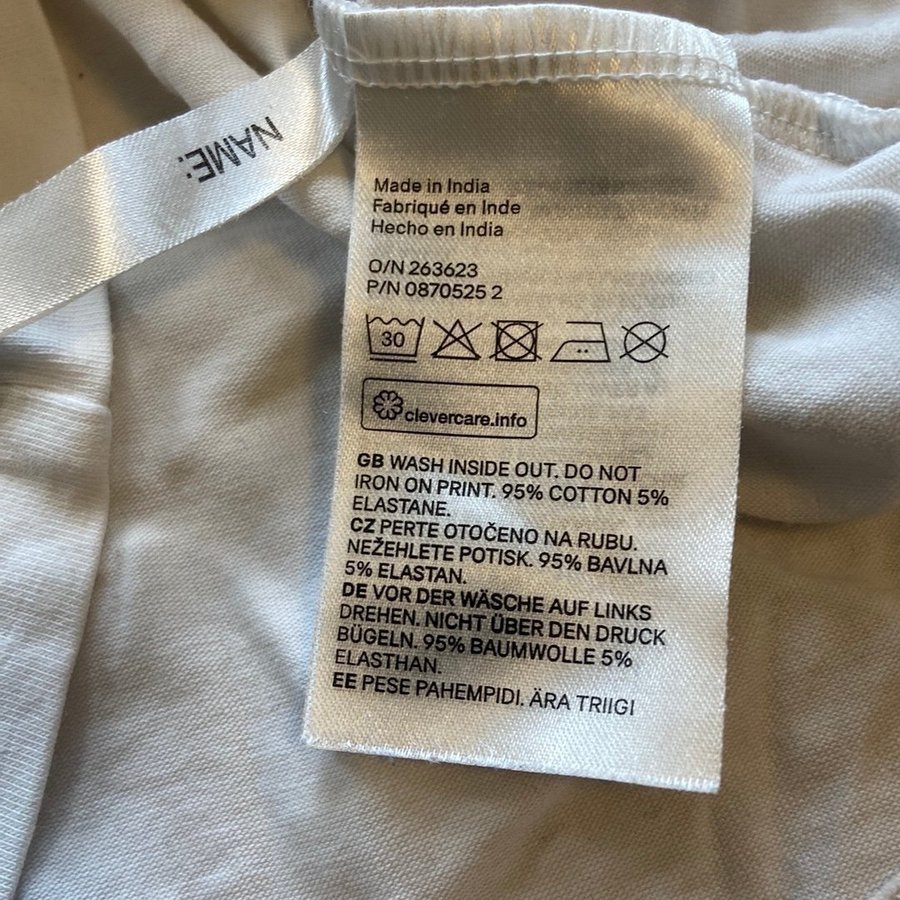 NAME:
Made in India
Fabriqué en Inde
Hecho en India
O/N 263623
P/N 0870525 2
30
clevercare.info
GB WASH INSIDE OUT. DO NOT
IRON ON PRINT. 95% COTTON 5%
ELASTANE.
CZ PERTE OTOČENO NA RUBU.
NEŽEHLETE POTISK. 95% BAVLNA
5% ELASTAN.
DE VOR DER WÄSCHE AUF LINKS
DREHEN. NICHT ÜBER DEN DRUCK
BÜGELN. 95% BAUMWOLLE 5%
ELASTHAN.
EE PESE PAHEMPIDI. ÄRA TRIIGI